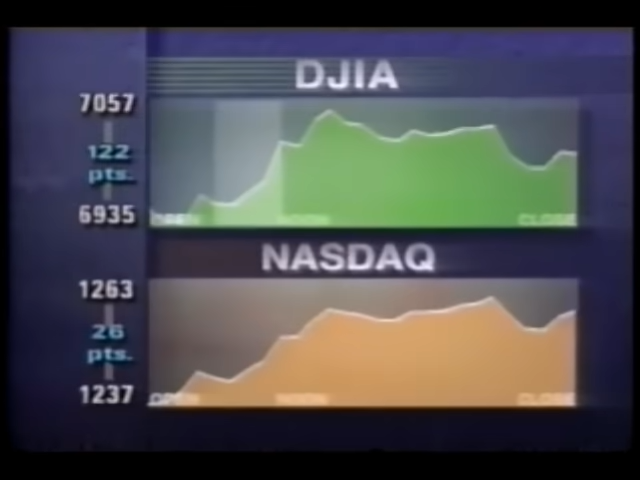 DJIA
7057
122
pts.
6935
OPEN NOON CLOSE
NASDAQ
1263
26
pts.
1237
OPEN NOON CLOSE